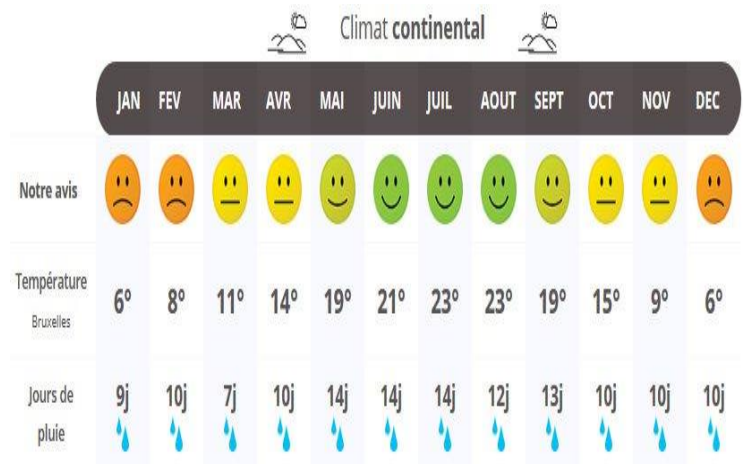 Climat continental
JAN FEV MAR AVR MAI JUIN JUIL AOUT SEPT OCT NOV DEC
Notre avis
Température
Bruxelles
6° 8° 11° 14° 19° 21° 23° 23° 19° 15° 9° 6°
Jours de
pluie
9j 10j 7j 10j 14j 14j 14j 12j 13j 10j 10j 10j